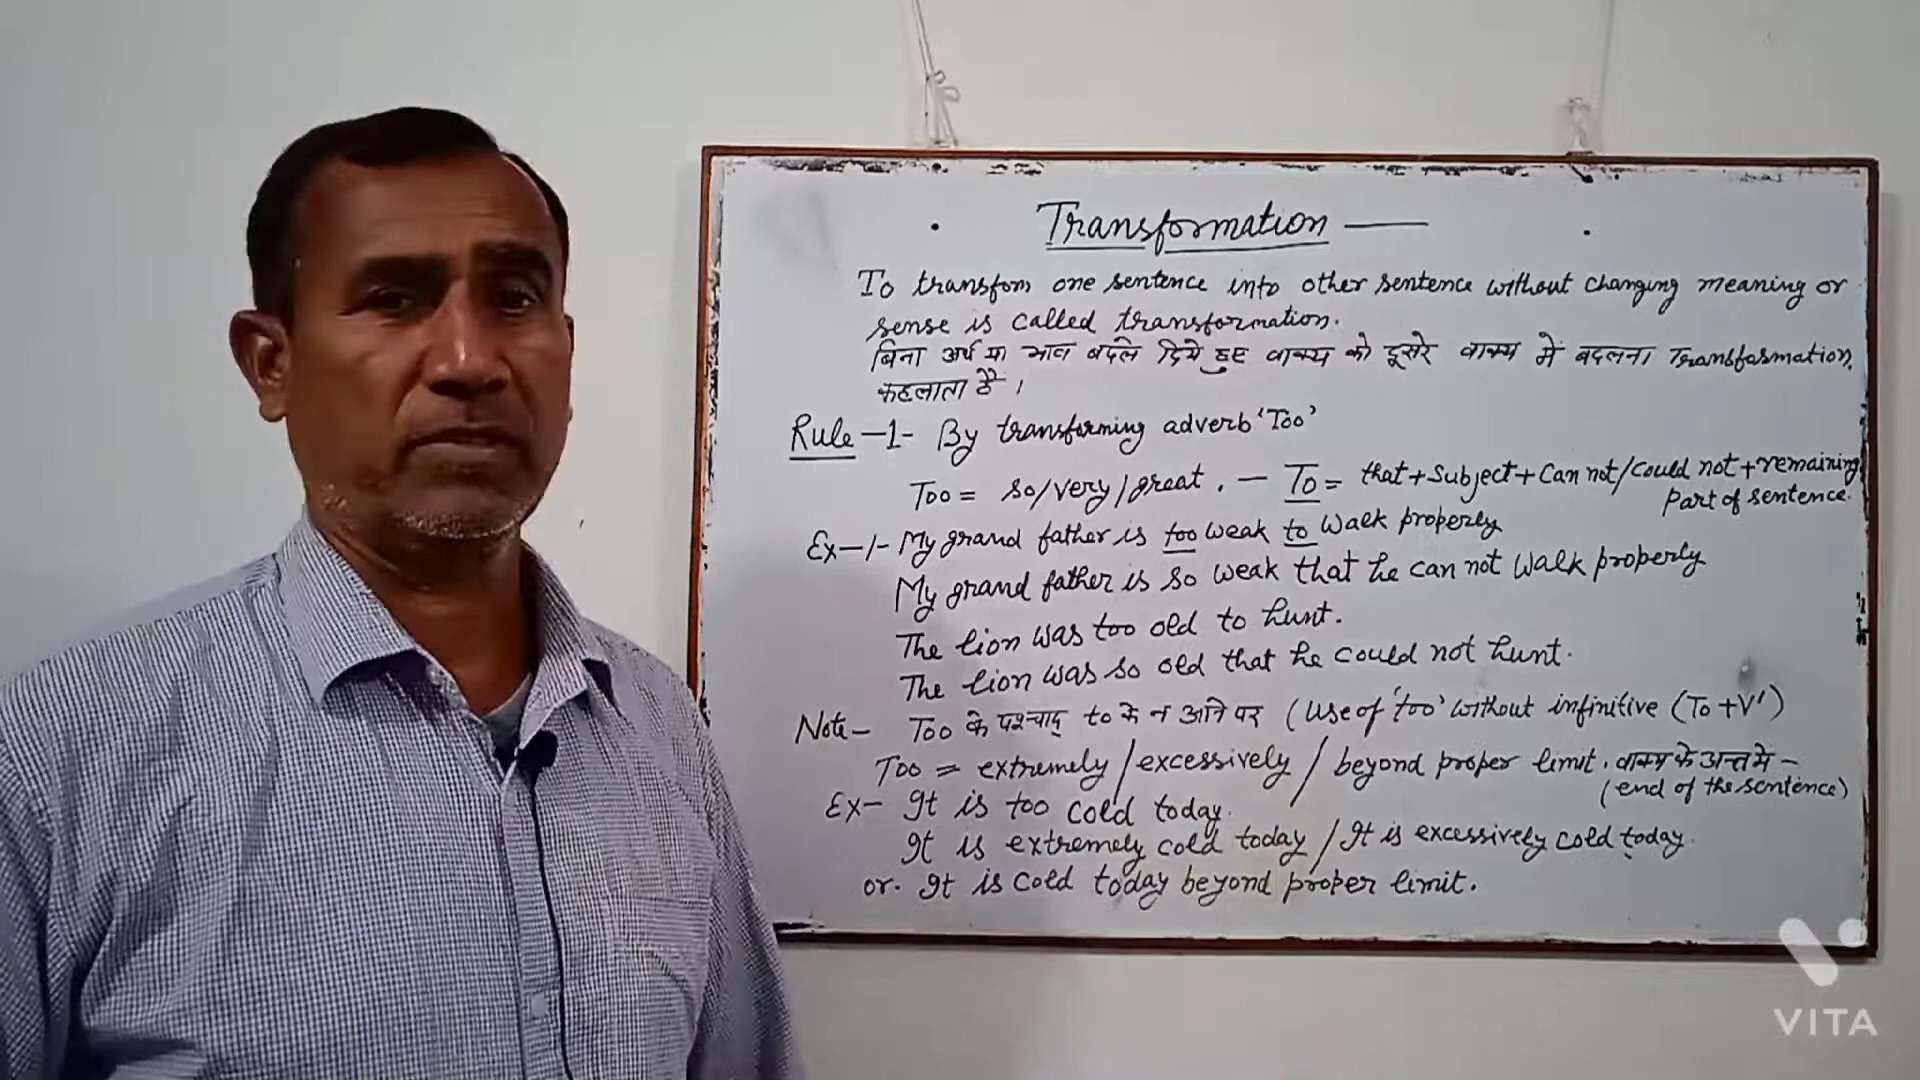 Transformation —
To transfom one sentence into other sentence without changing meaning or
sense is called transformation.
बिना अर्थ या भाव बदले दिये हुए वाक्य को दूसरे वाक्य में बदलना Transformation
कहलाता है ।
Rule -1- By transforming adverb 'Too'
Too = so/very/great. — To = that + Subject + Can not/could not + remaining
part of sentence.
Ex-1- My grand father is too weak to walk properly
My grand father is so weak that he can not walk properly
The lion was too old to hunt.
The lion was so old that he could not hunt.
Note- Too के पश्चाद् to के न आने पर (Use of 'too' without infinitive (To + V')
Too = extremely / excessively / beyond proper limit. वाक्य के अन्त मे -
(end of the sentence)
Ex- It is too cold today.
It is extremely cold today / It is excessively cold today.
or. It is cold today beyond proper limit.
VITA